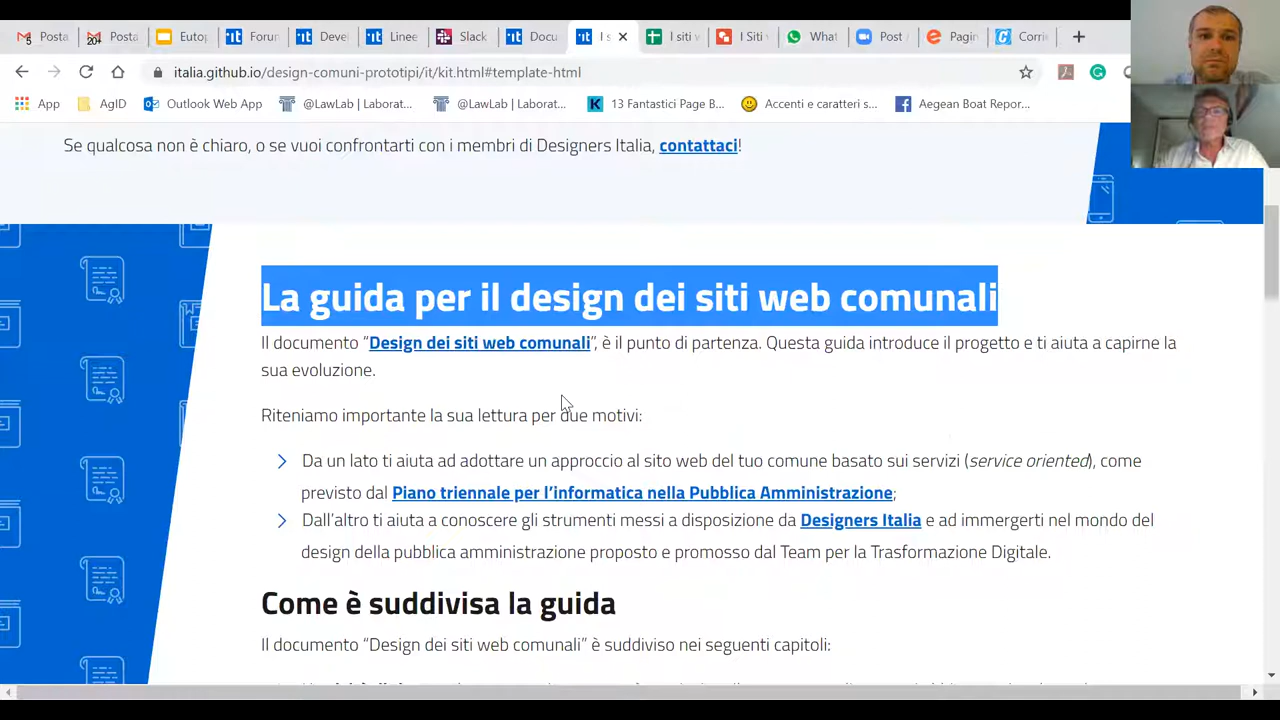 5 Posta
20+ Posta
Eutop
Forun
Deve
Linee
Slack
Docu
I s
I siti v
I Siti v
What
Post
Pagin
Corrie
italia.github.io/design-comuni-prototipi/it/kit.html#template-html
App
AgID
Outlook Web App
@LawLab | Laborat...
@LawLab | Laborat...
13 Fantastici Page B...
Accenti e caratteri s...
Aegean Boat Repor...
Se qualcosa non è chiaro, o se vuoi confrontarti con i membri di Designers Italia, contattaci!
La guida per il design dei siti web comunali
Il documento “Design dei siti web comunali”, è il punto di partenza. Questa guida introduce il progetto e ti aiuta a capirne la
sua evoluzione.
Riteniamo importante la sua lettura per due motivi:
Da un lato ti aiuta ad adottare un approccio al sito web del tuo comune basato sui servizi (service oriented), come
previsto dal Piano triennale per l’informatica nella Pubblica Amministrazione;
Dall’altro ti aiuta a conoscere gli strumenti messi a disposizione da Designers Italia e ad immergerti nel mondo del
design della pubblica amministrazione proposto e promosso dal Team per la Trasformazione Digitale.
Come è suddivisa la guida
Il documento “Design dei siti web comunali” è suddiviso nei seguenti capitoli: